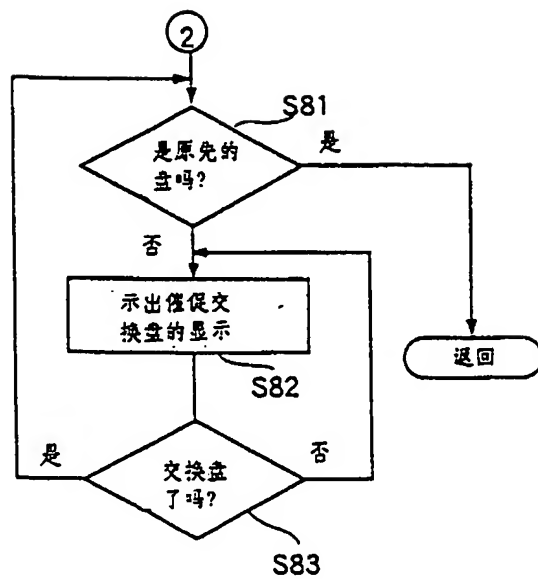 2
S81
是原先的
盘吗?
是
否
示出催促交
换盘的显示
S82
返回
是
交换盘
了吗?
否
S83